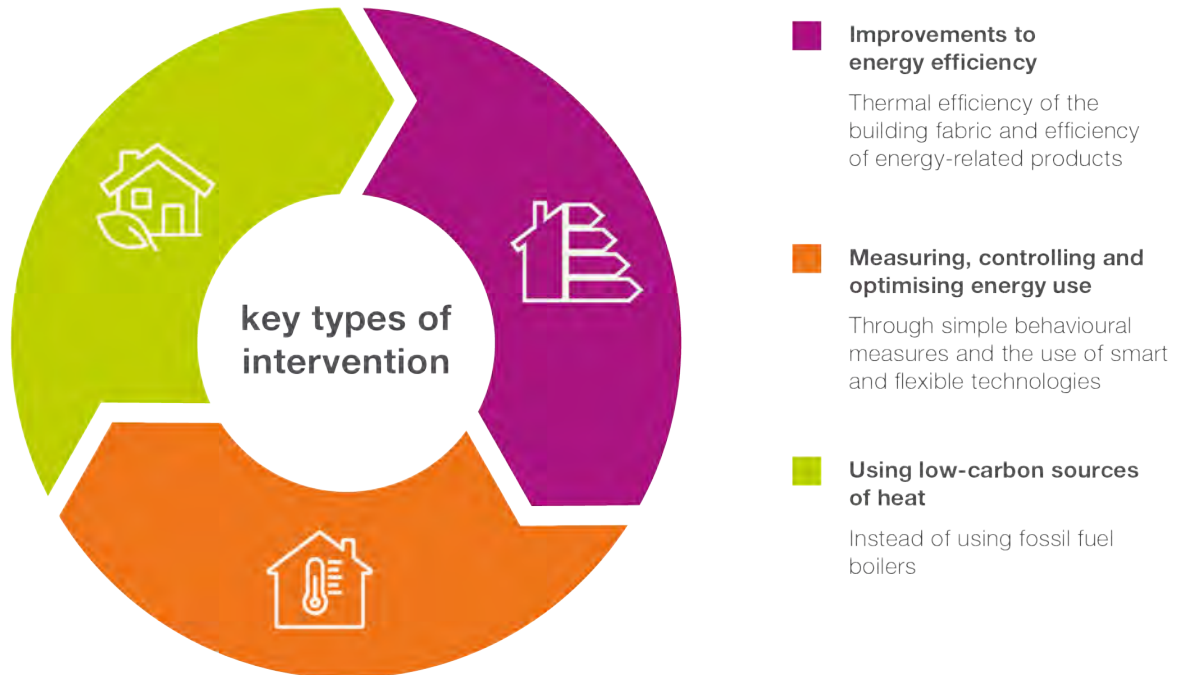 key types of
intervention
Improvements to
energy efficiency
Thermal efficiency of the
building fabric and efficiency
of energy-related products
Measuring, controlling and
optimising energy use
Through simple behavioural
measures and the use of smart
and flexible technologies
Using low-carbon sources
of heat
Instead of using fossil fuel
boilers